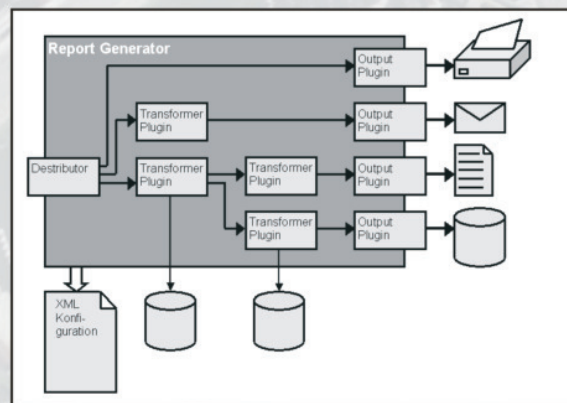 Report Generator
Output
Plugin
Transformer
Plugin
Output
Plugin
Destributor
Transformer
Plugin
Transformer
Plugin
Output
Plugin
Transformer
Plugin
Output
Plugin
XML
Konfi-
guration